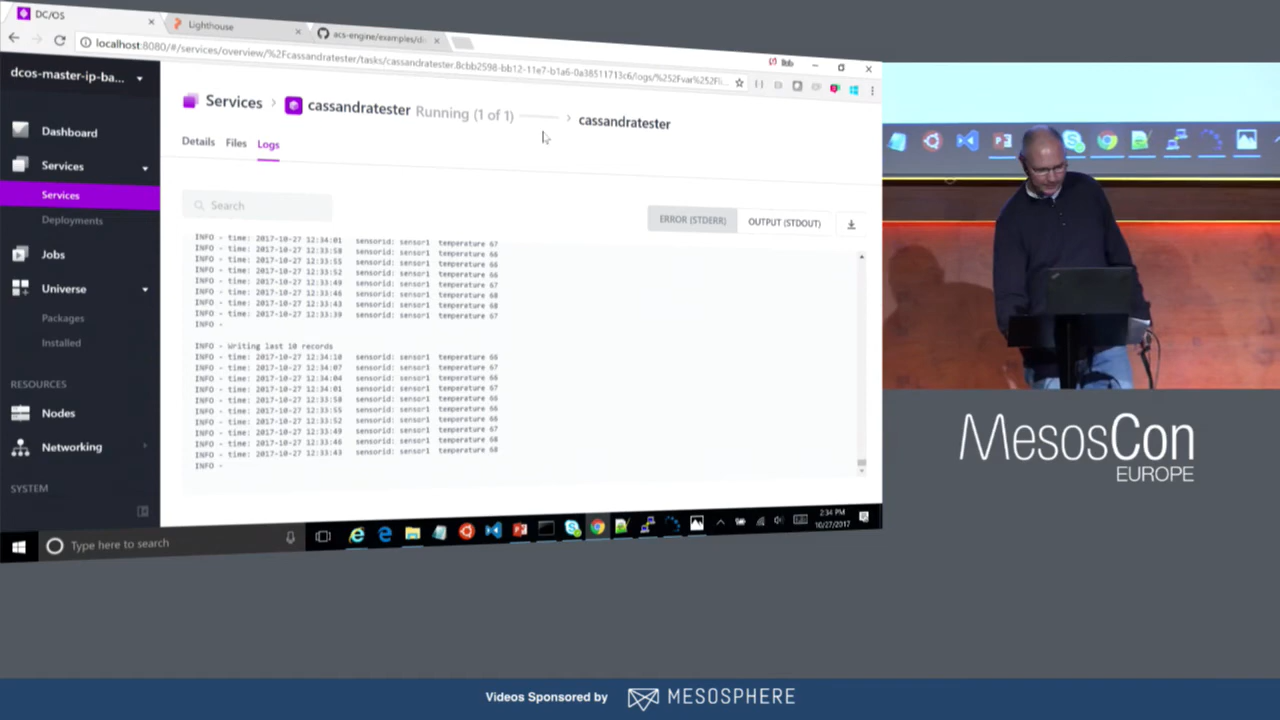 DC/OS
Lighthouse
acs-engine/examples/d
localhost:8080/#/services/overview/%2Fcassandratester/tasks/cassandratester.8cbb2598-bb12-11e7-b1a6-0a38511713c6/logs/%252Fvar%252Fli...
Bob
dcos-master-ip-ba...
Dashboard
Services
Services
Deployments
Jobs
Universe
Packages
Installed
RESOURCES
Nodes
Networking
SYSTEM
Services > cassandratester Running (1 of 1) > cassandratester
Details Files Logs
Search
ERROR (STDERR) OUTPUT (STDOUT)
INFO - time: 2017-10-27 12:34:01 sensorid: sensor1 temperature 67
INFO - time: 2017-10-27 12:33:58 sensorid: sensor1 temperature 66
INFO - time: 2017-10-27 12:33:55 sensorid: sensor1 temperature 66
INFO - time: 2017-10-27 12:33:52 sensorid: sensor1 temperature 66
INFO - time: 2017-10-27 12:33:49 sensorid: sensor1 temperature 67
INFO - time: 2017-10-27 12:33:46 sensorid: sensor1 temperature 68
INFO - time: 2017-10-27 12:33:43 sensorid: sensor1 temperature 68
INFO - time: 2017-10-27 12:33:39 sensorid: sensor1 temperature 67
INFO -
INFO - Writing last 10 records
INFO - time: 2017-10-27 12:34:10 sensorid: sensor1 temperature 66
INFO - time: 2017-10-27 12:34:07 sensorid: sensor1 temperature 67
INFO - time: 2017-10-27 12:34:04 sensorid: sensor1 temperature 66
INFO - time: 2017-10-27 12:34:01 sensorid: sensor1 temperature 67
INFO - time: 2017-10-27 12:33:58 sensorid: sensor1 temperature 66
INFO - time: 2017-10-27 12:33:55 sensorid: sensor1 temperature 66
INFO - time: 2017-10-27 12:33:52 sensorid: sensor1 temperature 66
INFO - time: 2017-10-27 12:33:49 sensorid: sensor1 temperature 67
INFO - time: 2017-10-27 12:33:46 sensorid: sensor1 temperature 68
INFO - time: 2017-10-27 12:33:43 sensorid: sensor1 temperature 68
INFO -
Type here to search
2:34 PM
10/27/2017
MesosCon
EUROPE
Videos Sponsored by MESOSPHERE